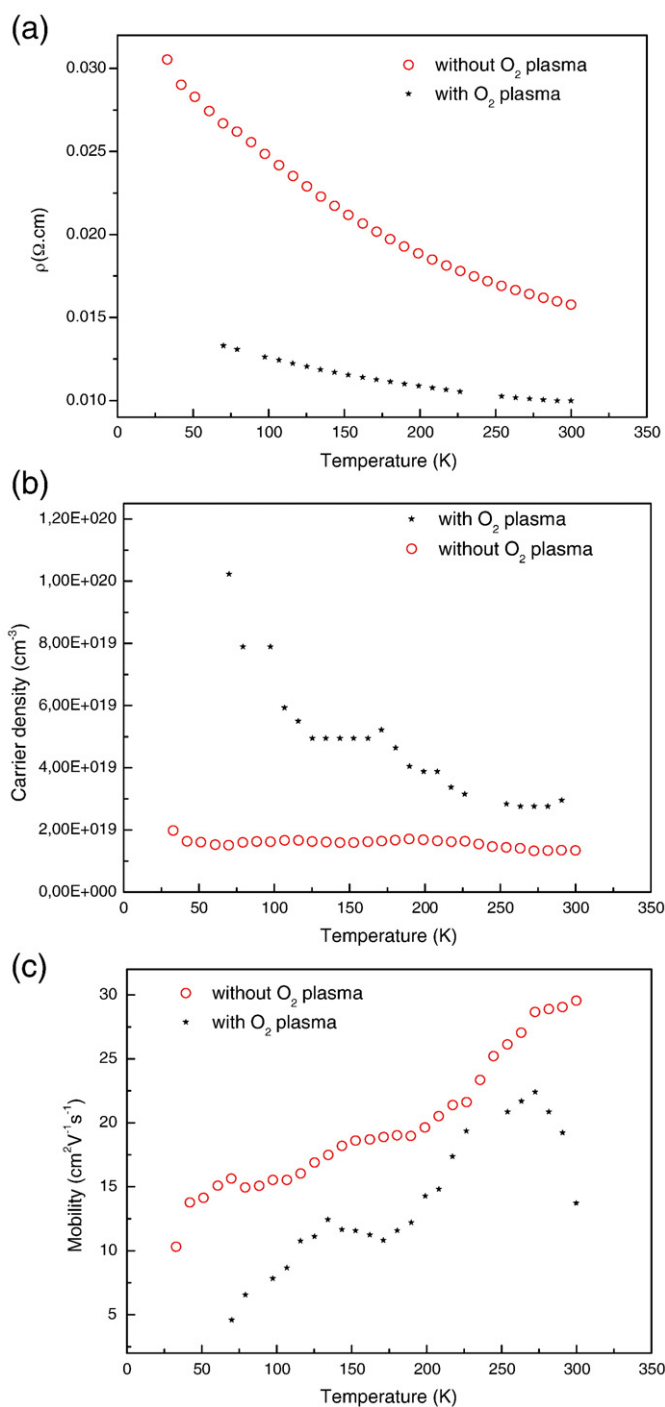 (a)
0.030
0.025
0.020
0.015
0.010
ρ(Ω.cm)
without O₂ plasma
with O₂ plasma
0 50 100 150 200 250 300 350
Temperature (K)
(b)
1,20E+020
1,00E+020
8,00E+019
6,00E+019
4,00E+019
2,00E+019
0,00E+000
Carrier density (cm⁻³)
with O₂ plasma
without O₂ plasma
0 50 100 150 200 250 300 350
Temperature (K)
(c)
30
25
20
15
10
5
Mobility (cm²V⁻¹s⁻¹)
without O₂ plasma
with O₂ plasma
0 50 100 150 200 250 300 350
Temperature (K)